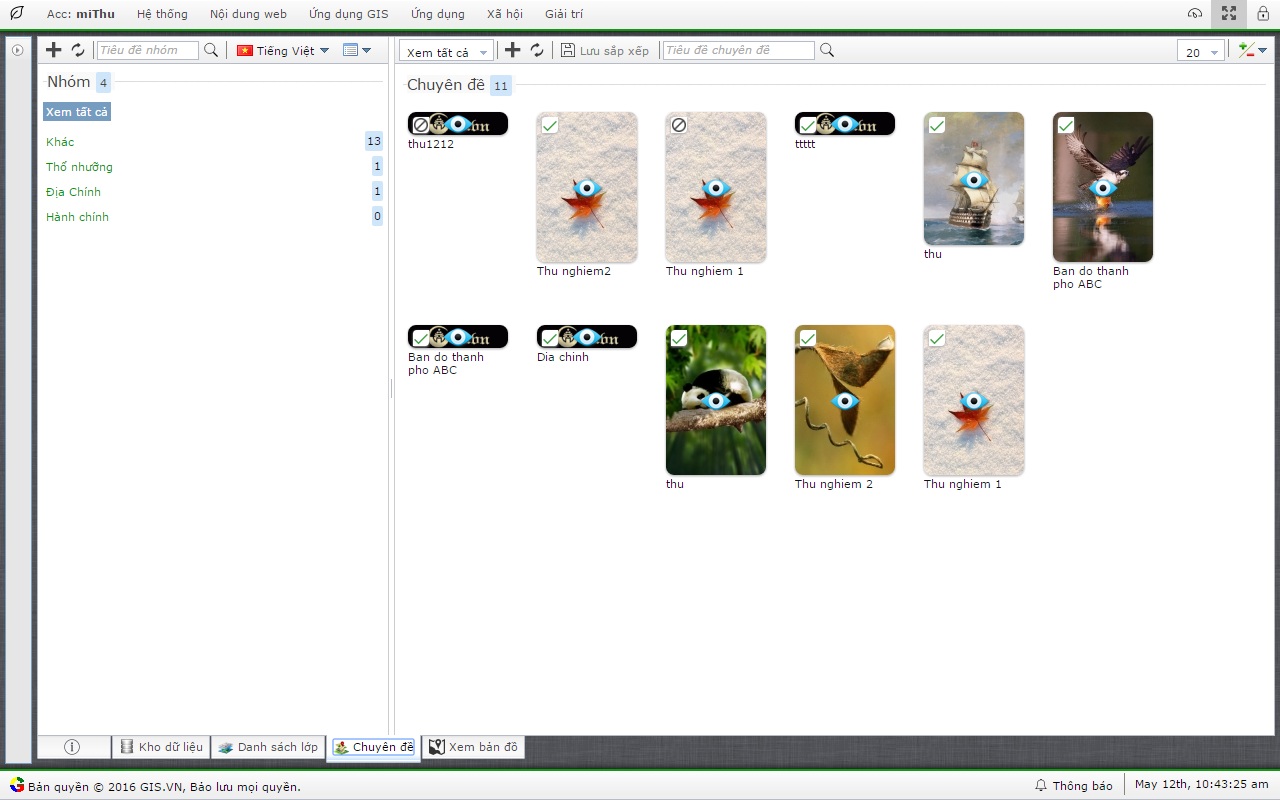 Acc: miThu Hệ thống Nội dung web Ứng dụng GIS Ứng dụng Xã hội Giải trí
Tiêu đề nhóm Tiếng Việt
Xem tất cả Lưu sắp xếp Tiêu đề chuyên đề 20
Nhóm 4
Xem tất cả
Khác 13
Thổ nhưỡng 1
Địa Chính 1
Hành chính 0
Chuyên đề 11
thu1212
Thu nghiem2
Thu nghiem 1
ttttt
thu
Ban do thanh
pho ABC
Ban do thanh
pho ABC
Dia chinh
thu
Thu nghiem 2
Thu nghiem 1
Kho dữ liệu Danh sách lớp Chuyên đề Xem bản đồ
Bản quyền © 2016 GIS.VN, Bảo lưu mọi quyền. Thông báo May 12th, 10:43:25 am